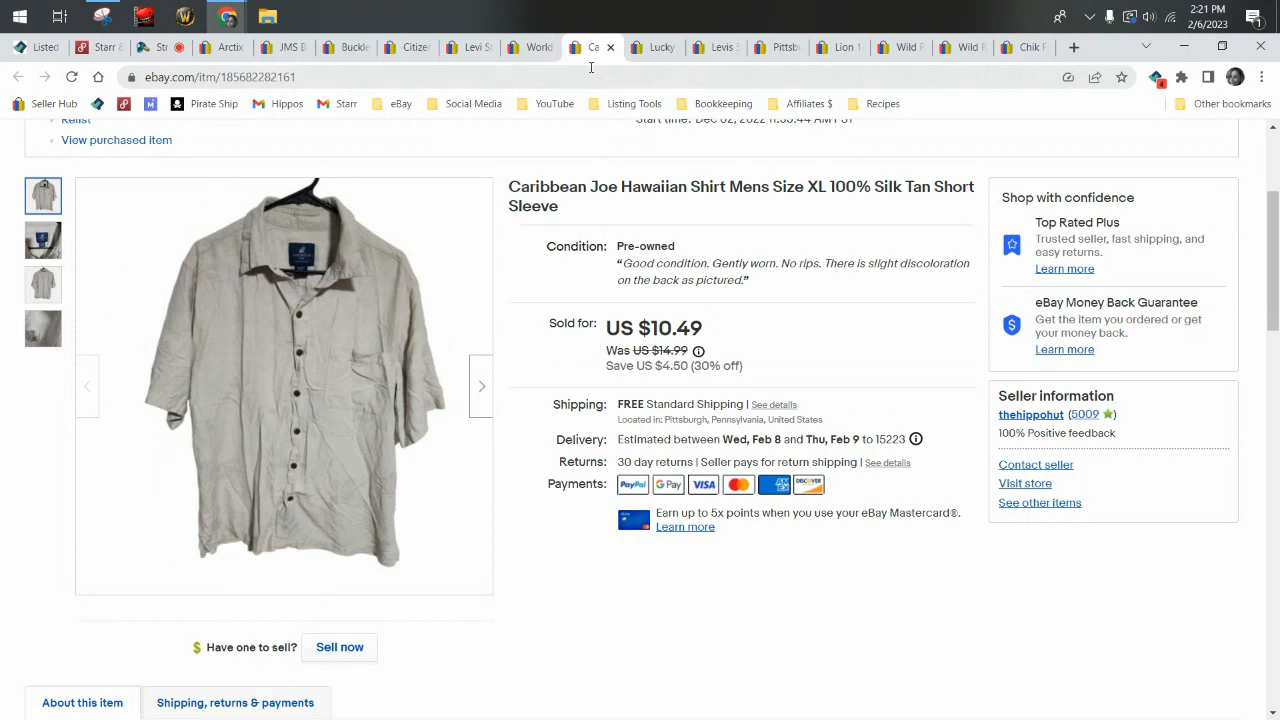 2:21 PM
2/6/2023
Listed
Starr &
Str
Arctix
JMS B
Buckle
Citizen
Levi St
World
Ca
Lucky
Levis
Pittsb
Lion 1
Wild R
Wild R
Chik F
ebay.com/itm/185682282161
4
Seller Hub
Pirate Ship
Hippos
Starr
eBay
Social Media
YouTube
Listing Tools
Bookkeeping
Affiliates $
Recipes
Other bookmarks
Relist
Start time: Dec 02, 2022
View purchased item
Caribbean Joe Hawaiian Shirt Mens Size XL 100% Silk Tan Short
Sleeve
Condition: Pre-owned
“Good condition. Gently worn. No rips. There is slight discoloration
on the back as pictured.”
Sold for: US $10.49
Was US $14.99
Save US $4.50 (30% off)
Shipping: FREE Standard Shipping | See details
Located in: Pittsburgh, Pennsylvania, United States
Delivery: Estimated between Wed, Feb 8 and Thu, Feb 9 to 15223
Returns: 30 day returns | Seller pays for return shipping | See details
Payments: PayPal G Pay VISA DISCOVER
Earn up to 5x points when you use your eBay Mastercard®.
Learn more
Shop with confidence
Top Rated Plus
Trusted seller, fast shipping, and
easy returns.
Learn more
eBay Money Back Guarantee
Get the item you ordered or get
your money back.
Learn more
Seller information
thehippohut (5009)
100% Positive feedback
Contact seller
Visit store
See other items
Have one to sell? Sell now
About this item
Shipping, returns & payments